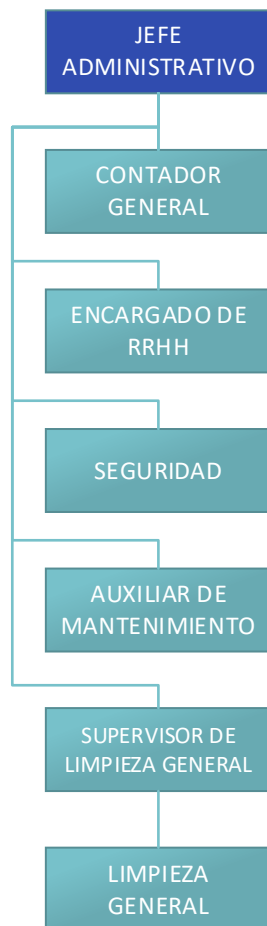 JEFE
ADMINISTRATIVO
CONTADOR
GENERAL
ENCARGADO DE
RRHH
SEGURIDAD
AUXILIAR DE
MANTENIMIENTO
SUPERVISOR DE
LIMPIEZA GENERAL
LIMPIEZA
GENERAL